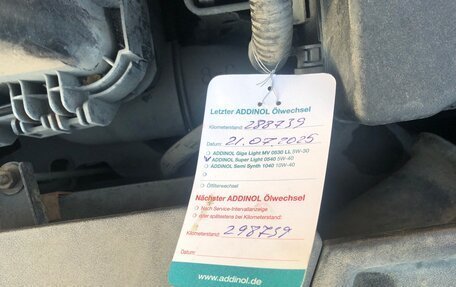 Letzter ADDINOL Ölwechsel
Kilometerstand: 288739
Datum: 21.07.2025
ADDINOL Giga Light MV 0530 LL 5W-30
ADDINOL Super Light 0540 5W-40
ADDINOL Semi Synth 1040 10W-40
Ölfilterwechsel
Nächster ADDINOL Ölwechsel
Nach Service-Intervallanzeige
oder spätestens bei Kilometerstand:
Kilometerstand: 298739
Datum:
www.addinol.de